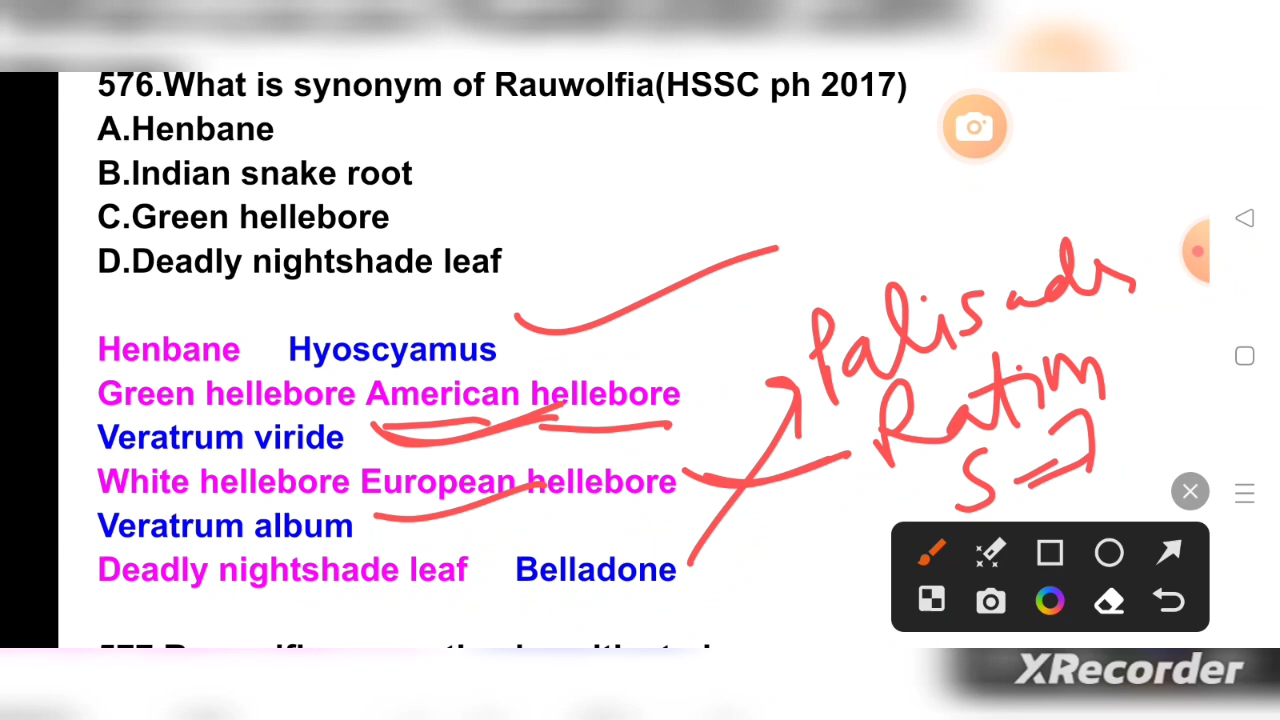 576.What is synonym of Rauwolfia(HSSC ph 2017)
A.Henbane
B.Indian snake root
C.Green hellebore
D.Deadly nightshade leaf
Henbane Hyoscyamus
Green hellebore American hellebore
Veratrum viride
White hellebore European hellebore
Veratrum album
Deadly nightshade leaf Belladone
Palisade
Ratio
5-7
XRecorder